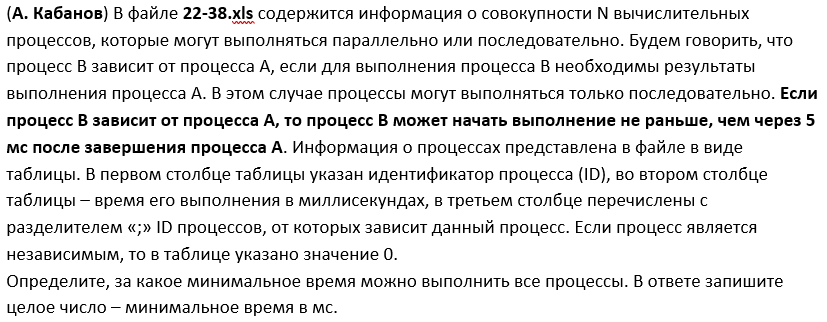 (А. Кабанов) В файле 22-38.xls содержится информация о совокупности N вычислительных
процессов, которые могут выполняться параллельно или последовательно. Будем говорить, что
процесс B зависит от процесса A, если для выполнения процесса B необходимы результаты
выполнения процесса A. В этом случае процессы могут выполняться только последовательно. Если
процесс B зависит от процесса A, то процесс B может начать выполнение не раньше, чем через 5
мс после завершения процесса A. Информация о процессах представлена в файле в виде
таблицы. В первом столбце таблицы указан идентификатор процесса (ID), во втором столбце
таблицы – время его выполнения в миллисекундах, в третьем столбце перечислены с
разделителем «;» ID процессов, от которых зависит данный процесс. Если процесс является
независимым, то в таблице указано значение 0.
Определите, за какое минимальное время можно выполнить все процессы. В ответе запишите
целое число – минимальное время в мс.